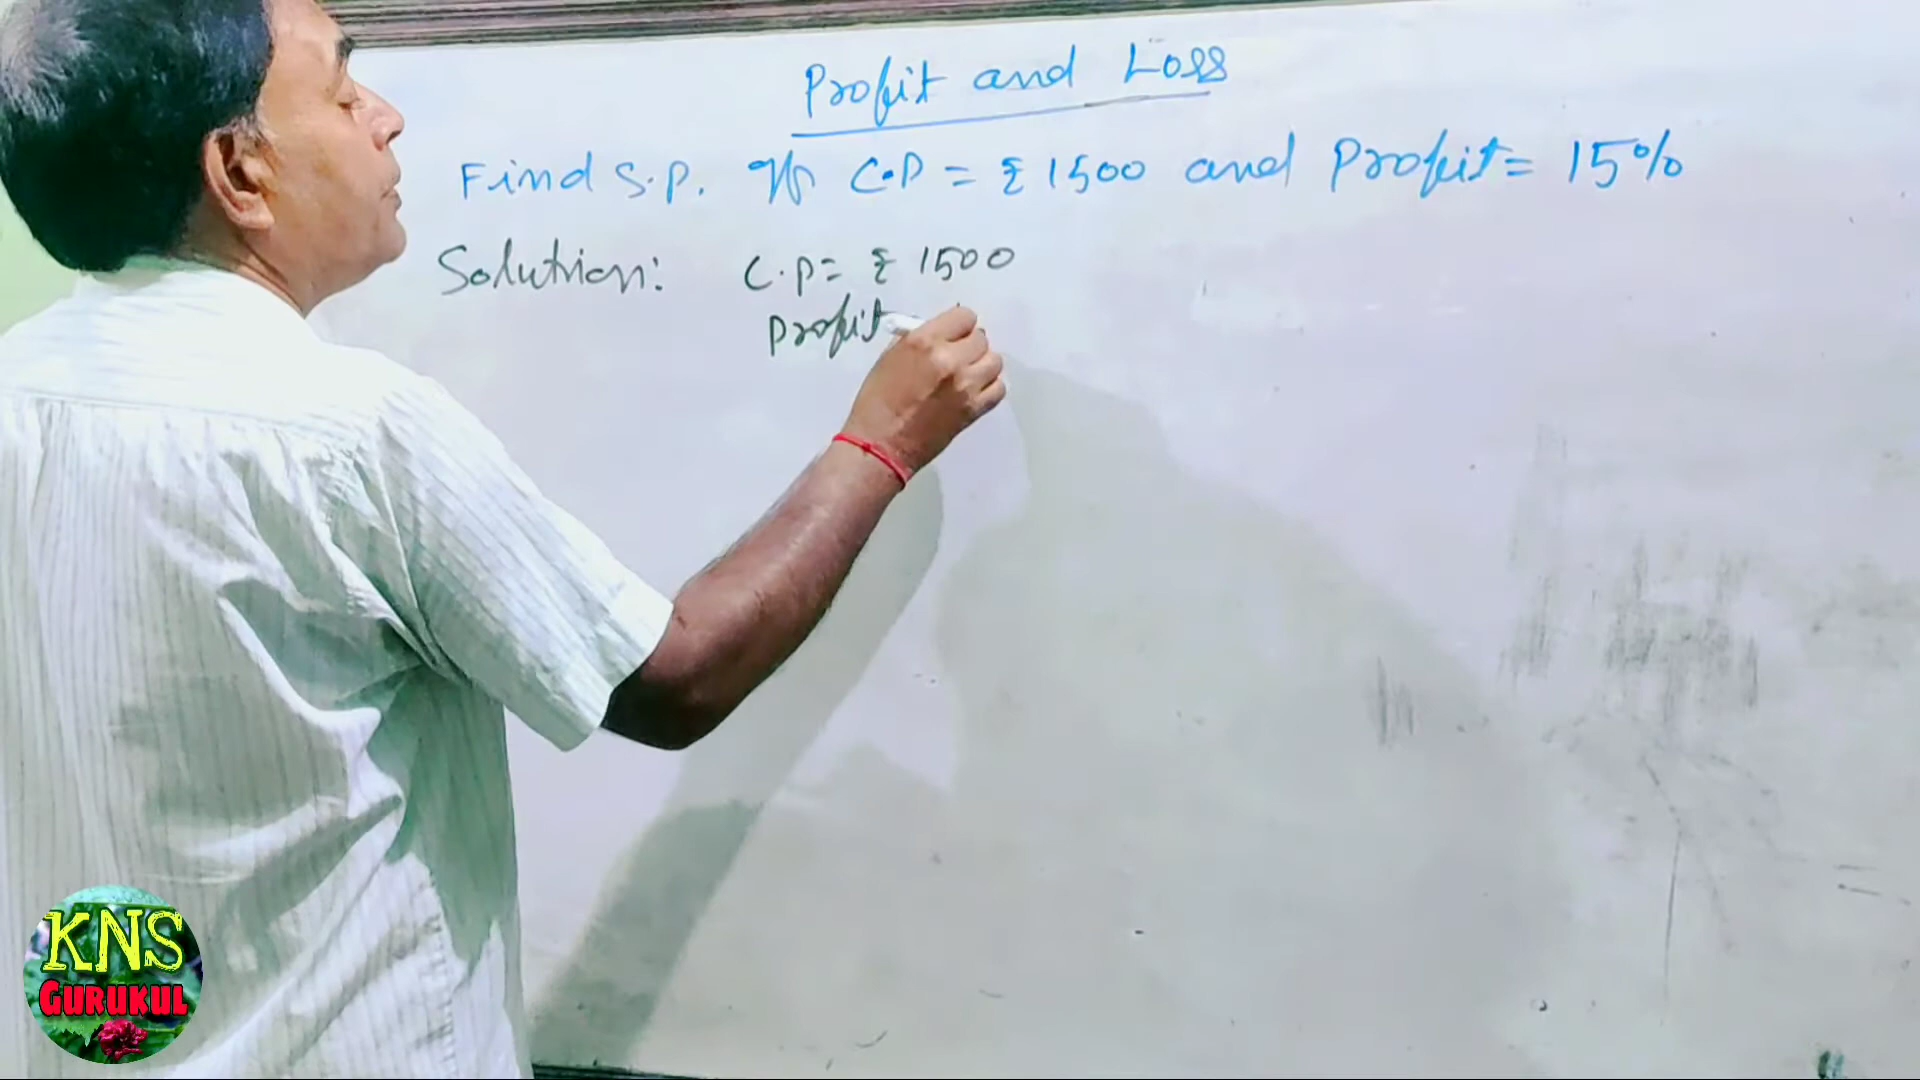 Profit and Loss
Find S.P. If C.P = ₹ 1500 and Profit = 15%
Solution: C.P = ₹ 1500
Profit
KNS
GURUKUL